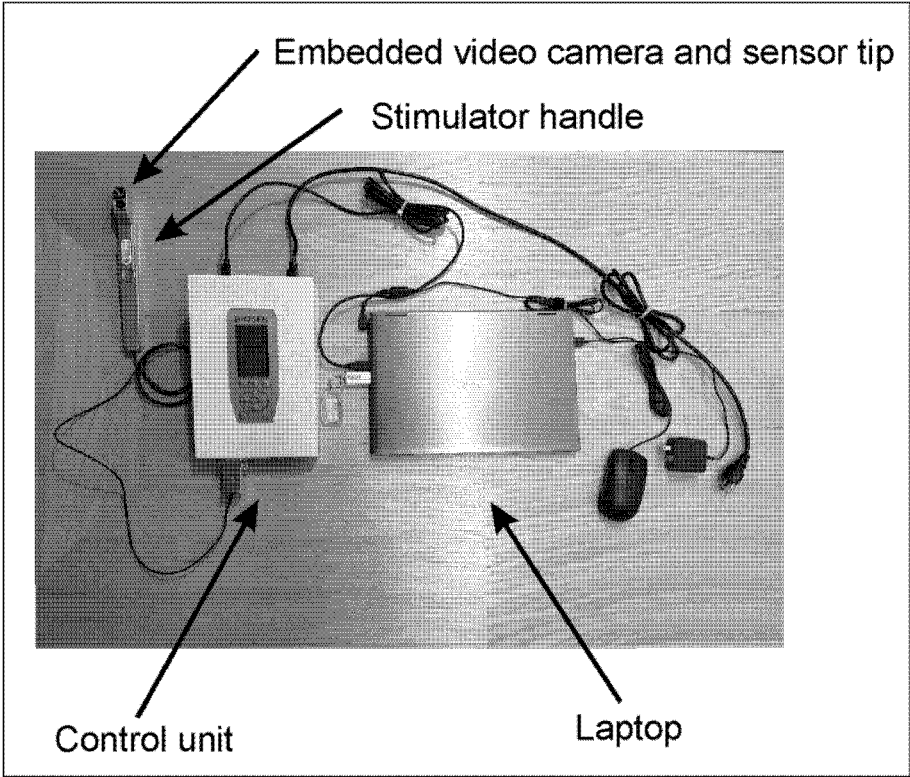 Embedded video camera and sensor tip
Stimulator handle
Control unit
Laptop